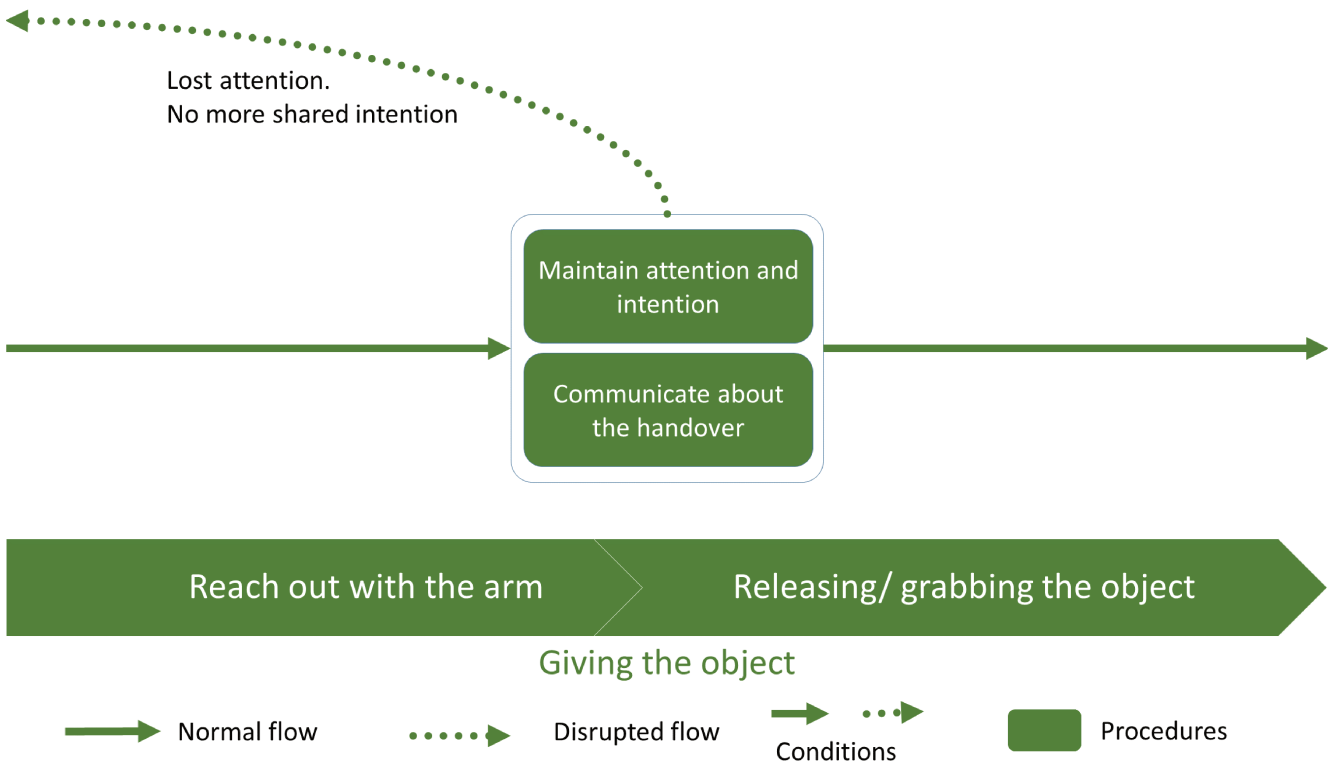 Lost attention.
No more shared intention
Maintain attention and
intention
Communicate about
the handover
Reach out with the arm
Releasing/ grabbing the object
Giving the object
Normal flow
Disrupted flow
Conditions
Procedures